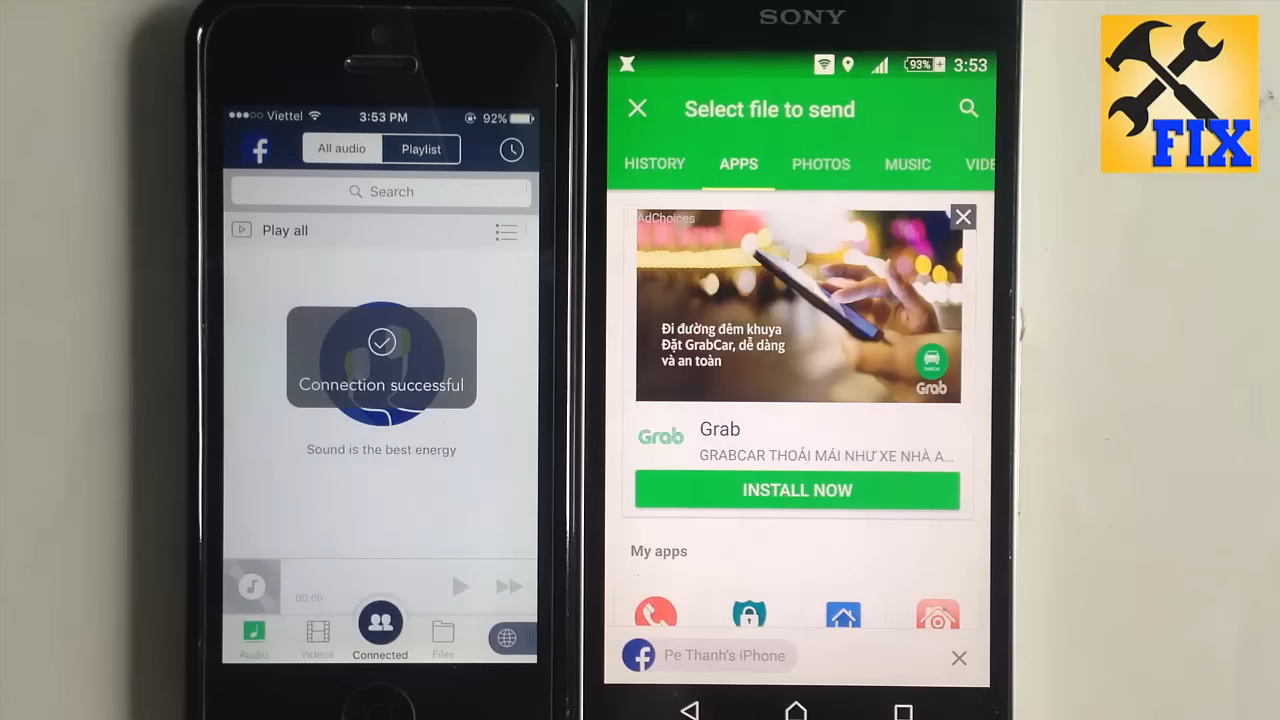 Viettel
3:53 PM
92%
All audio
Playlist
Search
Play all
Connection successful
Sound is the best energy
00:00
Audio
Videos
Connected
Files
SONY
93%
3:53
Select file to send
HISTORY
APPS
PHOTOS
MUSIC
VIDE
AdChoices
Đi đường đêm khuya
Đặt GrabCar, dễ dàng
và an toàn
GRABCAR
Grab
Grab
Grab
GRABCAR THOẢI MÁI NHƯ XE NHÀ A...
INSTALL NOW
My apps
Pe Thanh's iPhone
FIX